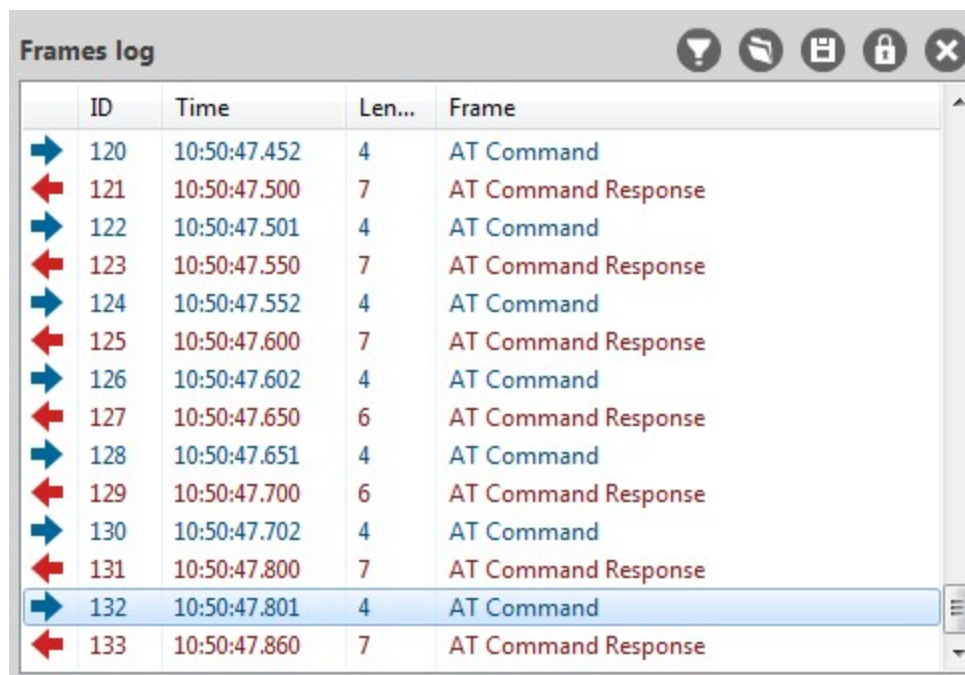 Frames log
ID Time Len... Frame
120 10:50:47.452 4 AT Command
121 10:50:47.500 7 AT Command Response
122 10:50:47.501 4 AT Command
123 10:50:47.550 7 AT Command Response
124 10:50:47.552 4 AT Command
125 10:50:47.600 7 AT Command Response
126 10:50:47.602 4 AT Command
127 10:50:47.650 6 AT Command Response
128 10:50:47.651 4 AT Command
129 10:50:47.700 6 AT Command Response
130 10:50:47.702 4 AT Command
131 10:50:47.800 7 AT Command Response
132 10:50:47.801 4 AT Command
133 10:50:47.860 7 AT Command Response